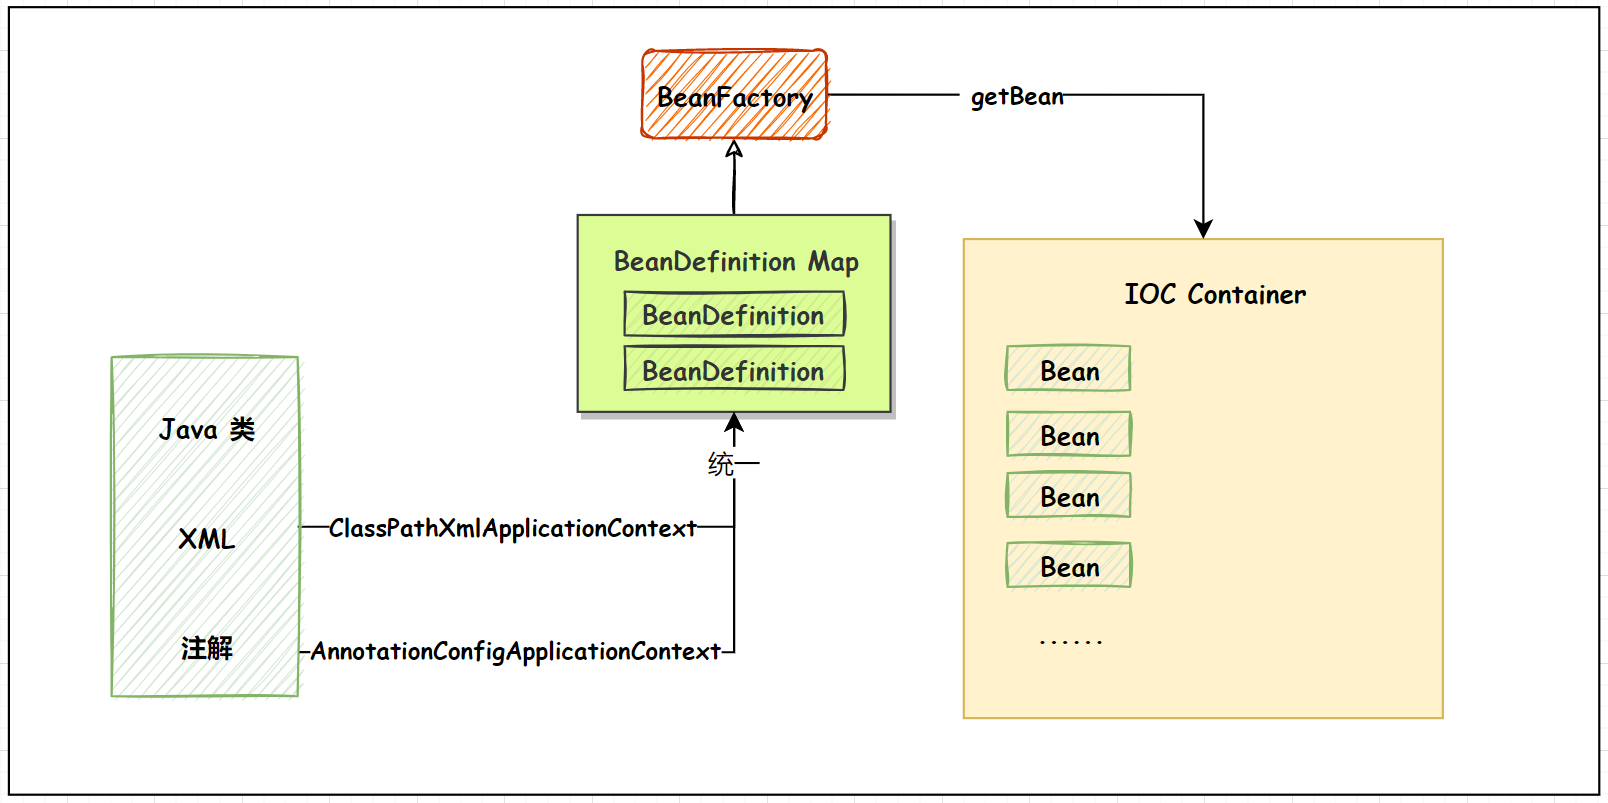 BeanFactory
getBean
BeanDefinition Map
BeanDefinition
BeanDefinition
IOC Container
Bean
Bean
Bean
Bean
......
Java 类
XML
注解
统一
ClassPathXmlApplicationContext
AnnotationConfigApplicationContext